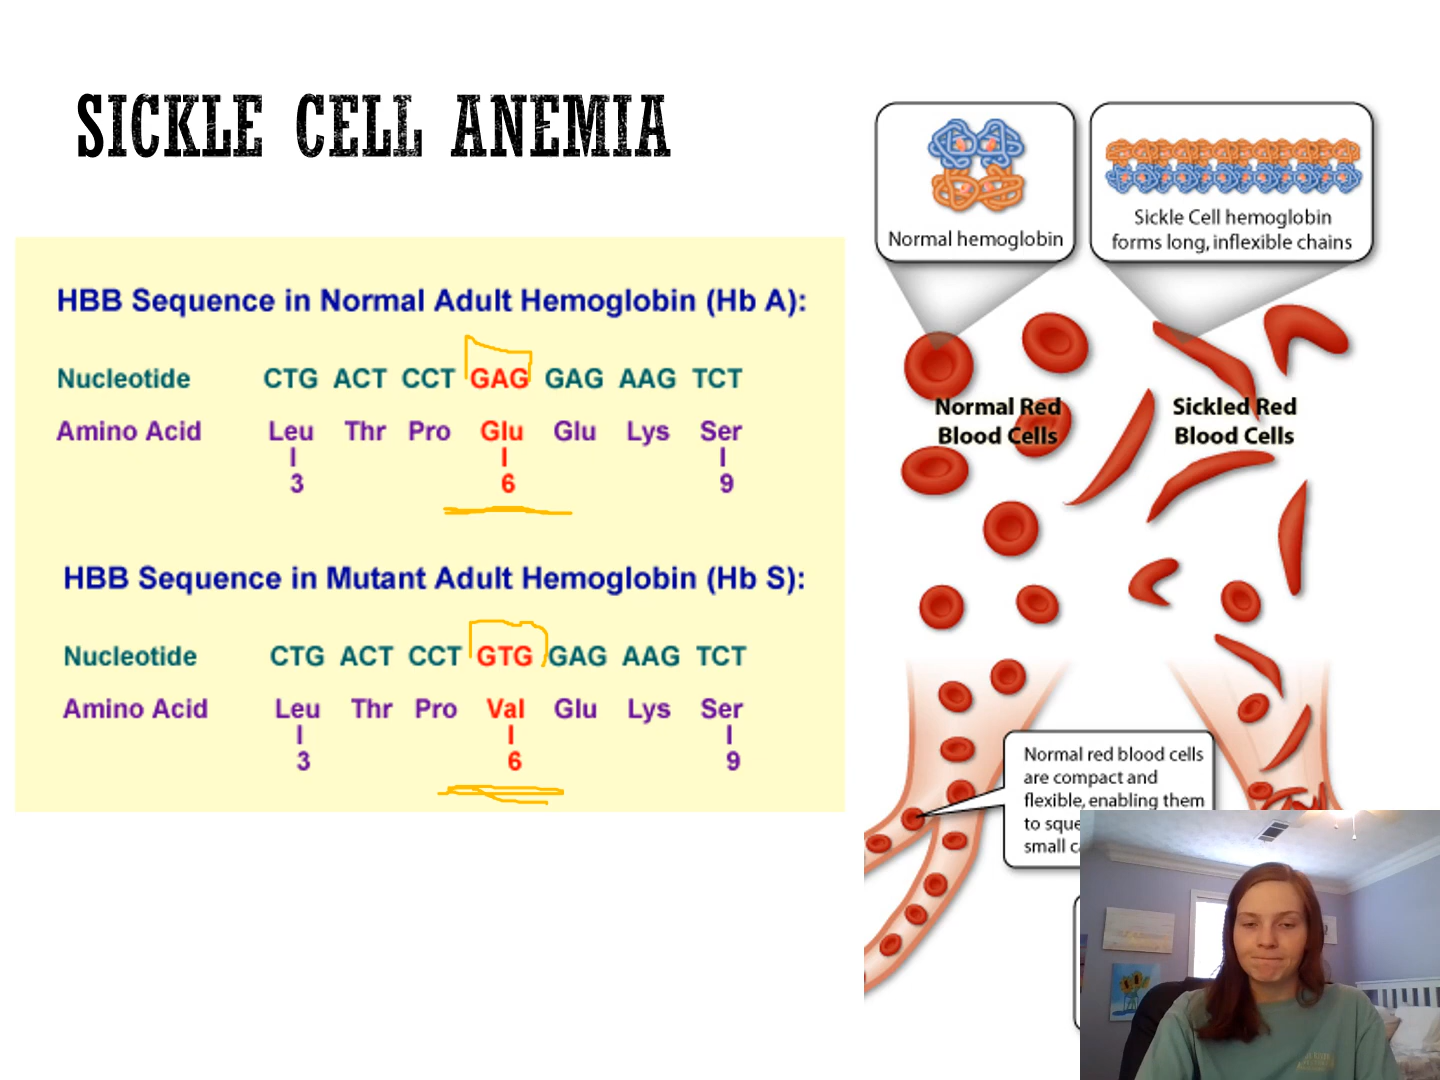 SICKLE CELL ANEMIA
HBB Sequence in Normal Adult Hemoglobin (Hb A):
Nucleotide CTG ACT CCT GAG GAG AAG TCT
Amino Acid Leu Thr Pro Glu Glu Lys Ser
3 6 9
HBB Sequence in Mutant Adult Hemoglobin (Hb S):
Nucleotide CTG ACT CCT GTG GAG AAG TCT
Amino Acid Leu Thr Pro Val Glu Lys Ser
3 6 9
Normal hemoglobin
Sickle Cell hemoglobin
forms long, inflexible chains
Normal Red
Blood Cells
Sickled Red
Blood Cells
Normal red blood cells
are compact and
flexible, enabling them
to
small